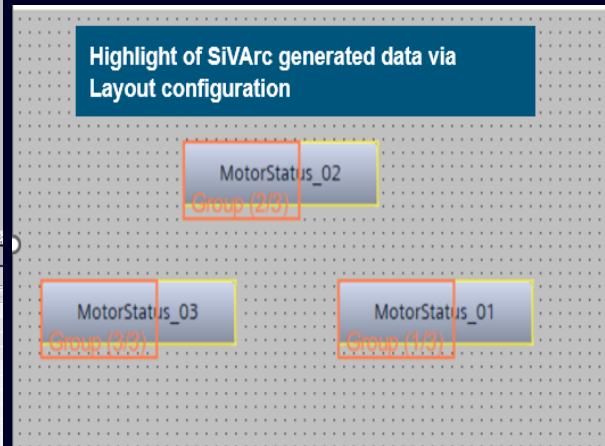 Highlight of SiVArc generated data via
Layout configuration
MotorStatus_02
Group (2/3)
MotorStatus_03
Group (3/3)
MotorStatus_01
Group (1/3)